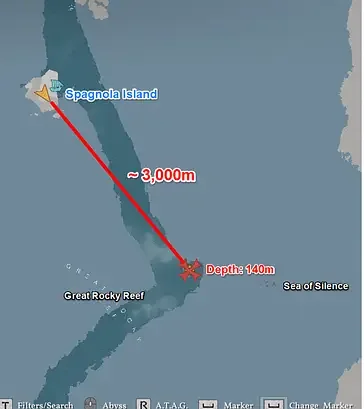 Spagnola Island
~ 3,000m
Depth: 140m
Sea of Silence
Great Rocky Reef
T Filters/Search Abyss R A.T.A.G. Marker Change Marker